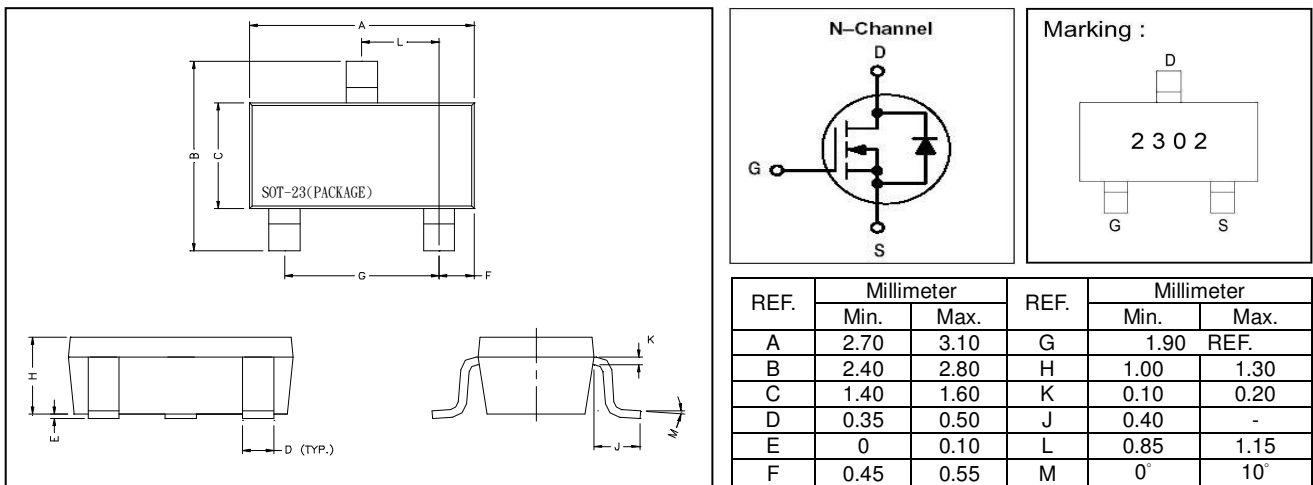 A
L
B
C
SOT-23(PACKAGE)
G
F
H
E
D (TYP.)
K
J
M
N–Channel
D
G
S
Marking :
D
2302
G
S
REF. Millimeter REF. Millimeter
Min. Max. Min. Max.
A 2.70 3.10 G 1.90 REF.
B 2.40 2.80 H 1.00 1.30
C 1.40 1.60 K 0.10 0.20
D 0.35 0.50 J 0.40 -
E 0 0.10 L 0.85 1.15
F 0.45 0.55 M 0° 10°